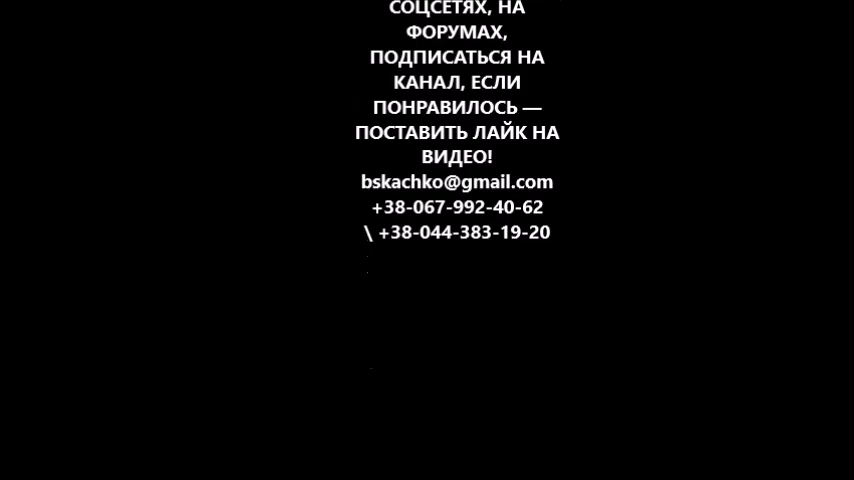 СОЦСЕТЯХ, НА
ФОРУМАХ,
ПОДПИСАТЬСЯ НА
КАНАЛ, ЕСЛИ
ПОНРАВИЛОСЬ —
ПОСТАВИТЬ ЛАЙК НА
ВИДЕО!
bskachko@gmail.com
+38-067-992-40-62
\ +38-044-383-19-20